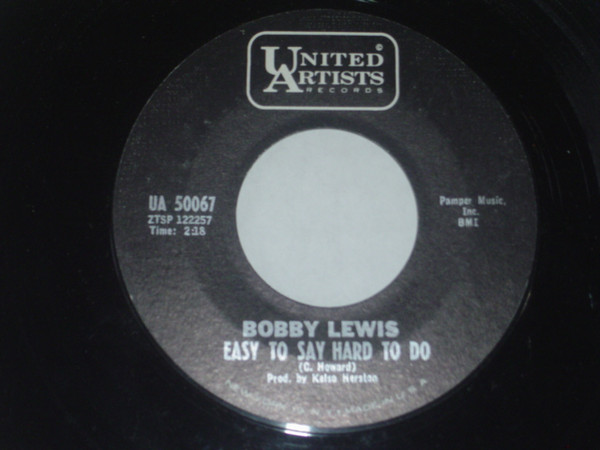 UNITED
©
ARTISTS
RECORDS
UA 50067
ZTSP 122257
Time: 2:18
Pamper Music,
Inc.
BMI
BOBBY LEWIS
EASY TO SAY HARD TO DO
(C. Howard)
Prod. by Kelso Herston